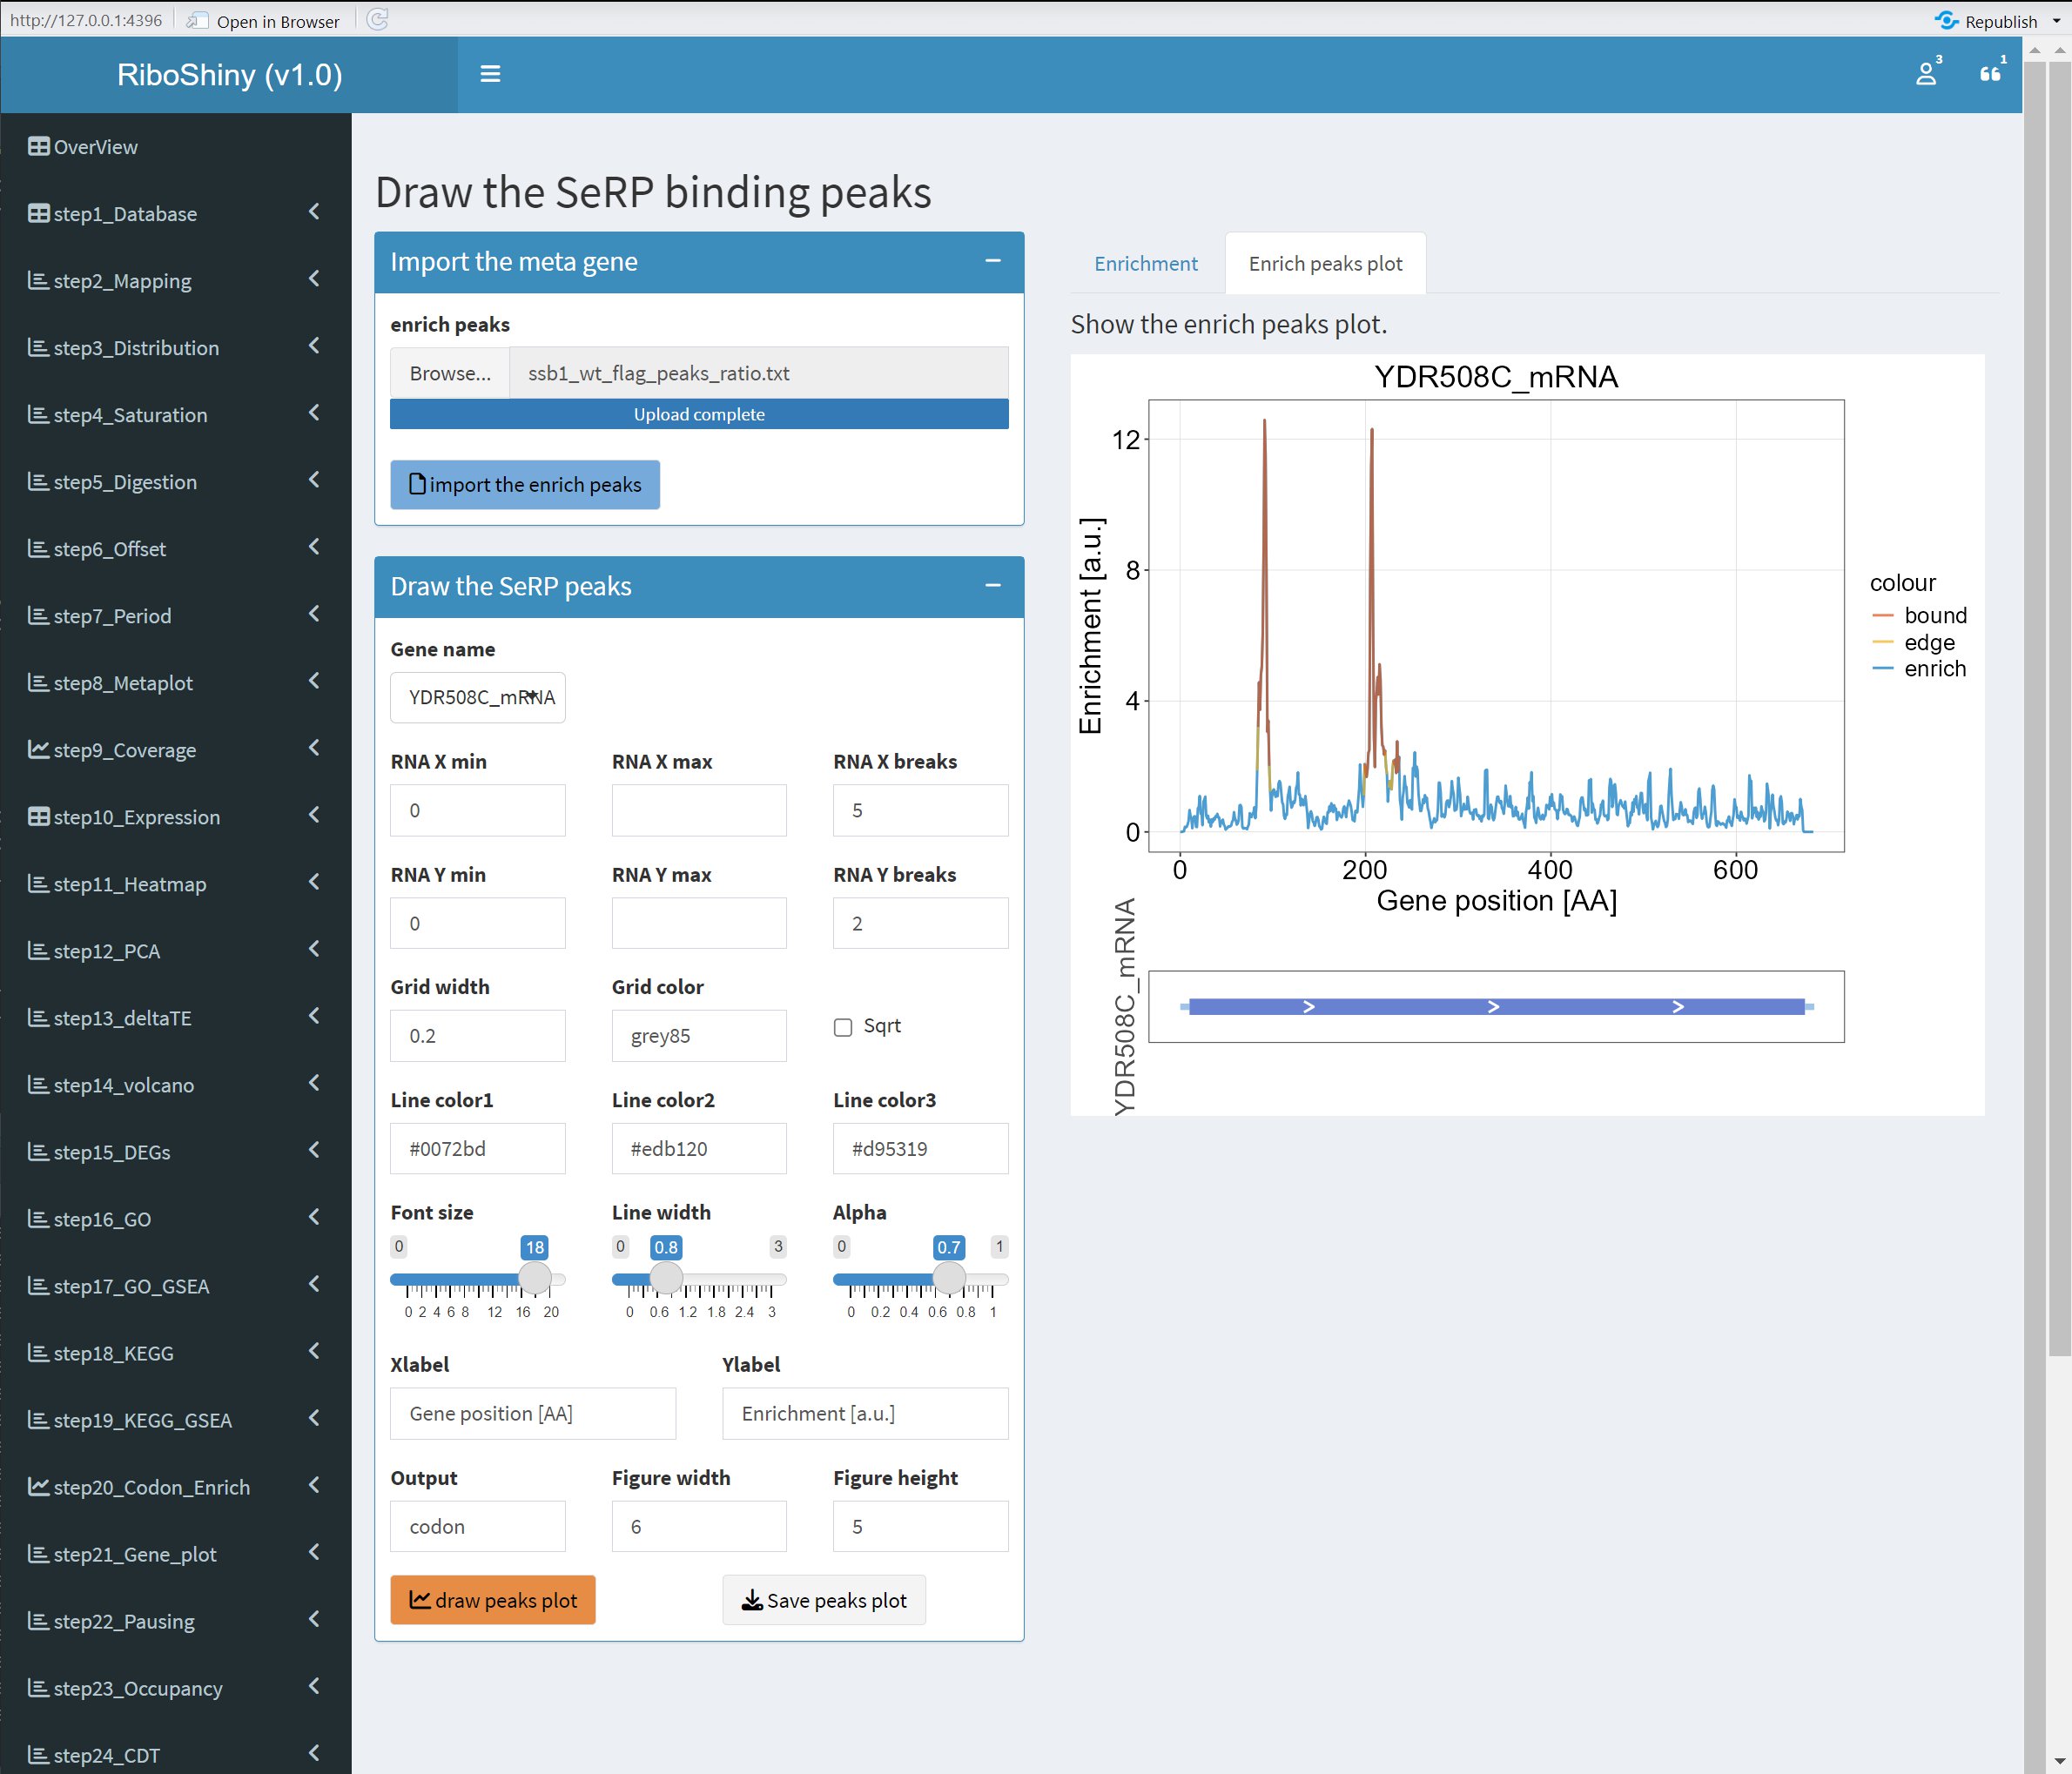 http://127.0.0.1:4396 Open in Browser Republish
RiboShiny (v1.0) 3 1
OverView
step1_Database
step2_Mapping
step3_Distribution
step4_Saturation
step5_Digestion
step6_Offset
step7_Period
step8_Metaplot
step9_Coverage
step10_Expression
step11_Heatmap
step12_PCA
step13_deltaTE
step14_volcano
step15_DEGs
step16_GO
step17_GO_GSEA
step18_KEGG
step19_KEGG_GSEA
step20_Codon_Enrich
step21_Gene_plot
step22_Pausing
step23_Occupancy
step24_CDT
Draw the SeRP binding peaks
Import the meta gene
enrich peaks
Browse... ssb1_wt_flag_peaks_ratio.txt
Upload complete
import the enrich peaks
Draw the SeRP peaks
Gene name
YDR508C_mRNA
RNA X min RNA X max RNA X breaks
0 5
RNA Y min RNA Y max RNA Y breaks
0 2
Grid width Grid color
0.2 grey85 Sqrt
Line color1 Line color2 Line color3
#0072bd #edb120 #d95319
Font size Line width Alpha
0 18 0 0.8 3 0 0.7 1
0 2 4 6 8 12 16 20 0 0.6 1.2 1.8 2.4 3 0 0.2 0.4 0.6 0.8 1
Xlabel Ylabel
Gene position [AA] Enrichment [a.u.]
Output Figure width Figure height
codon 6 5
draw peaks plot Save peaks plot
Enrichment Enrich peaks plot
Show the enrich peaks plot.
YDR508C_mRNA
Enrichment [a.u.]
12
8
4
0
0 200 400 600
Gene position [AA]
colour
bound
edge
enrich
YDR508C_mRNA